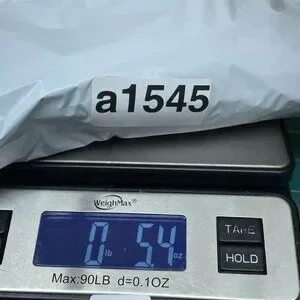 a1545
WeighMax®
0 lb 5.4 oz
TARE
HOLD
Max:90LB d=0.1OZ